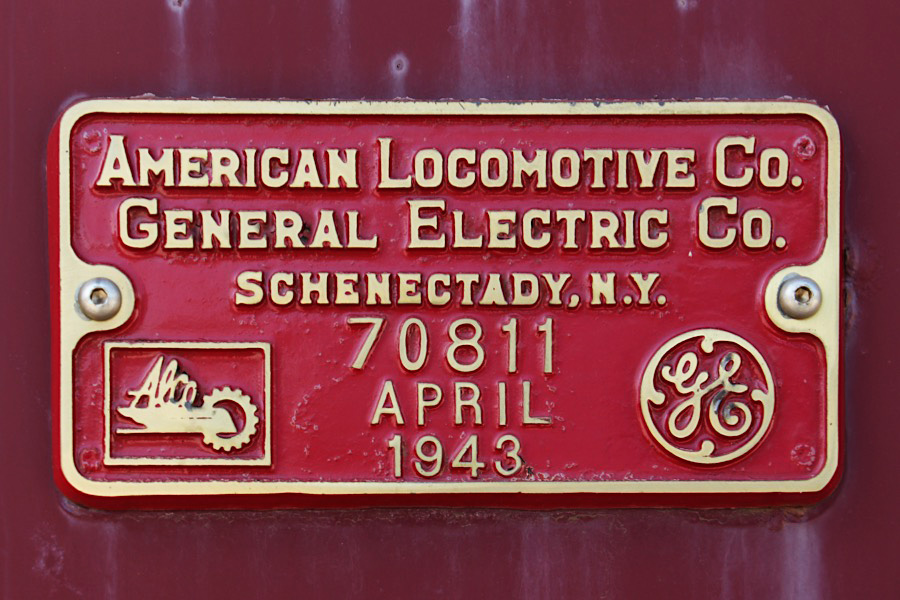 AMERICAN LOCOMOTIVE CO.
GENERAL ELECTRIC CO.
SCHENECTADY, N.Y.
70811
APRIL
1943
Alco
GE